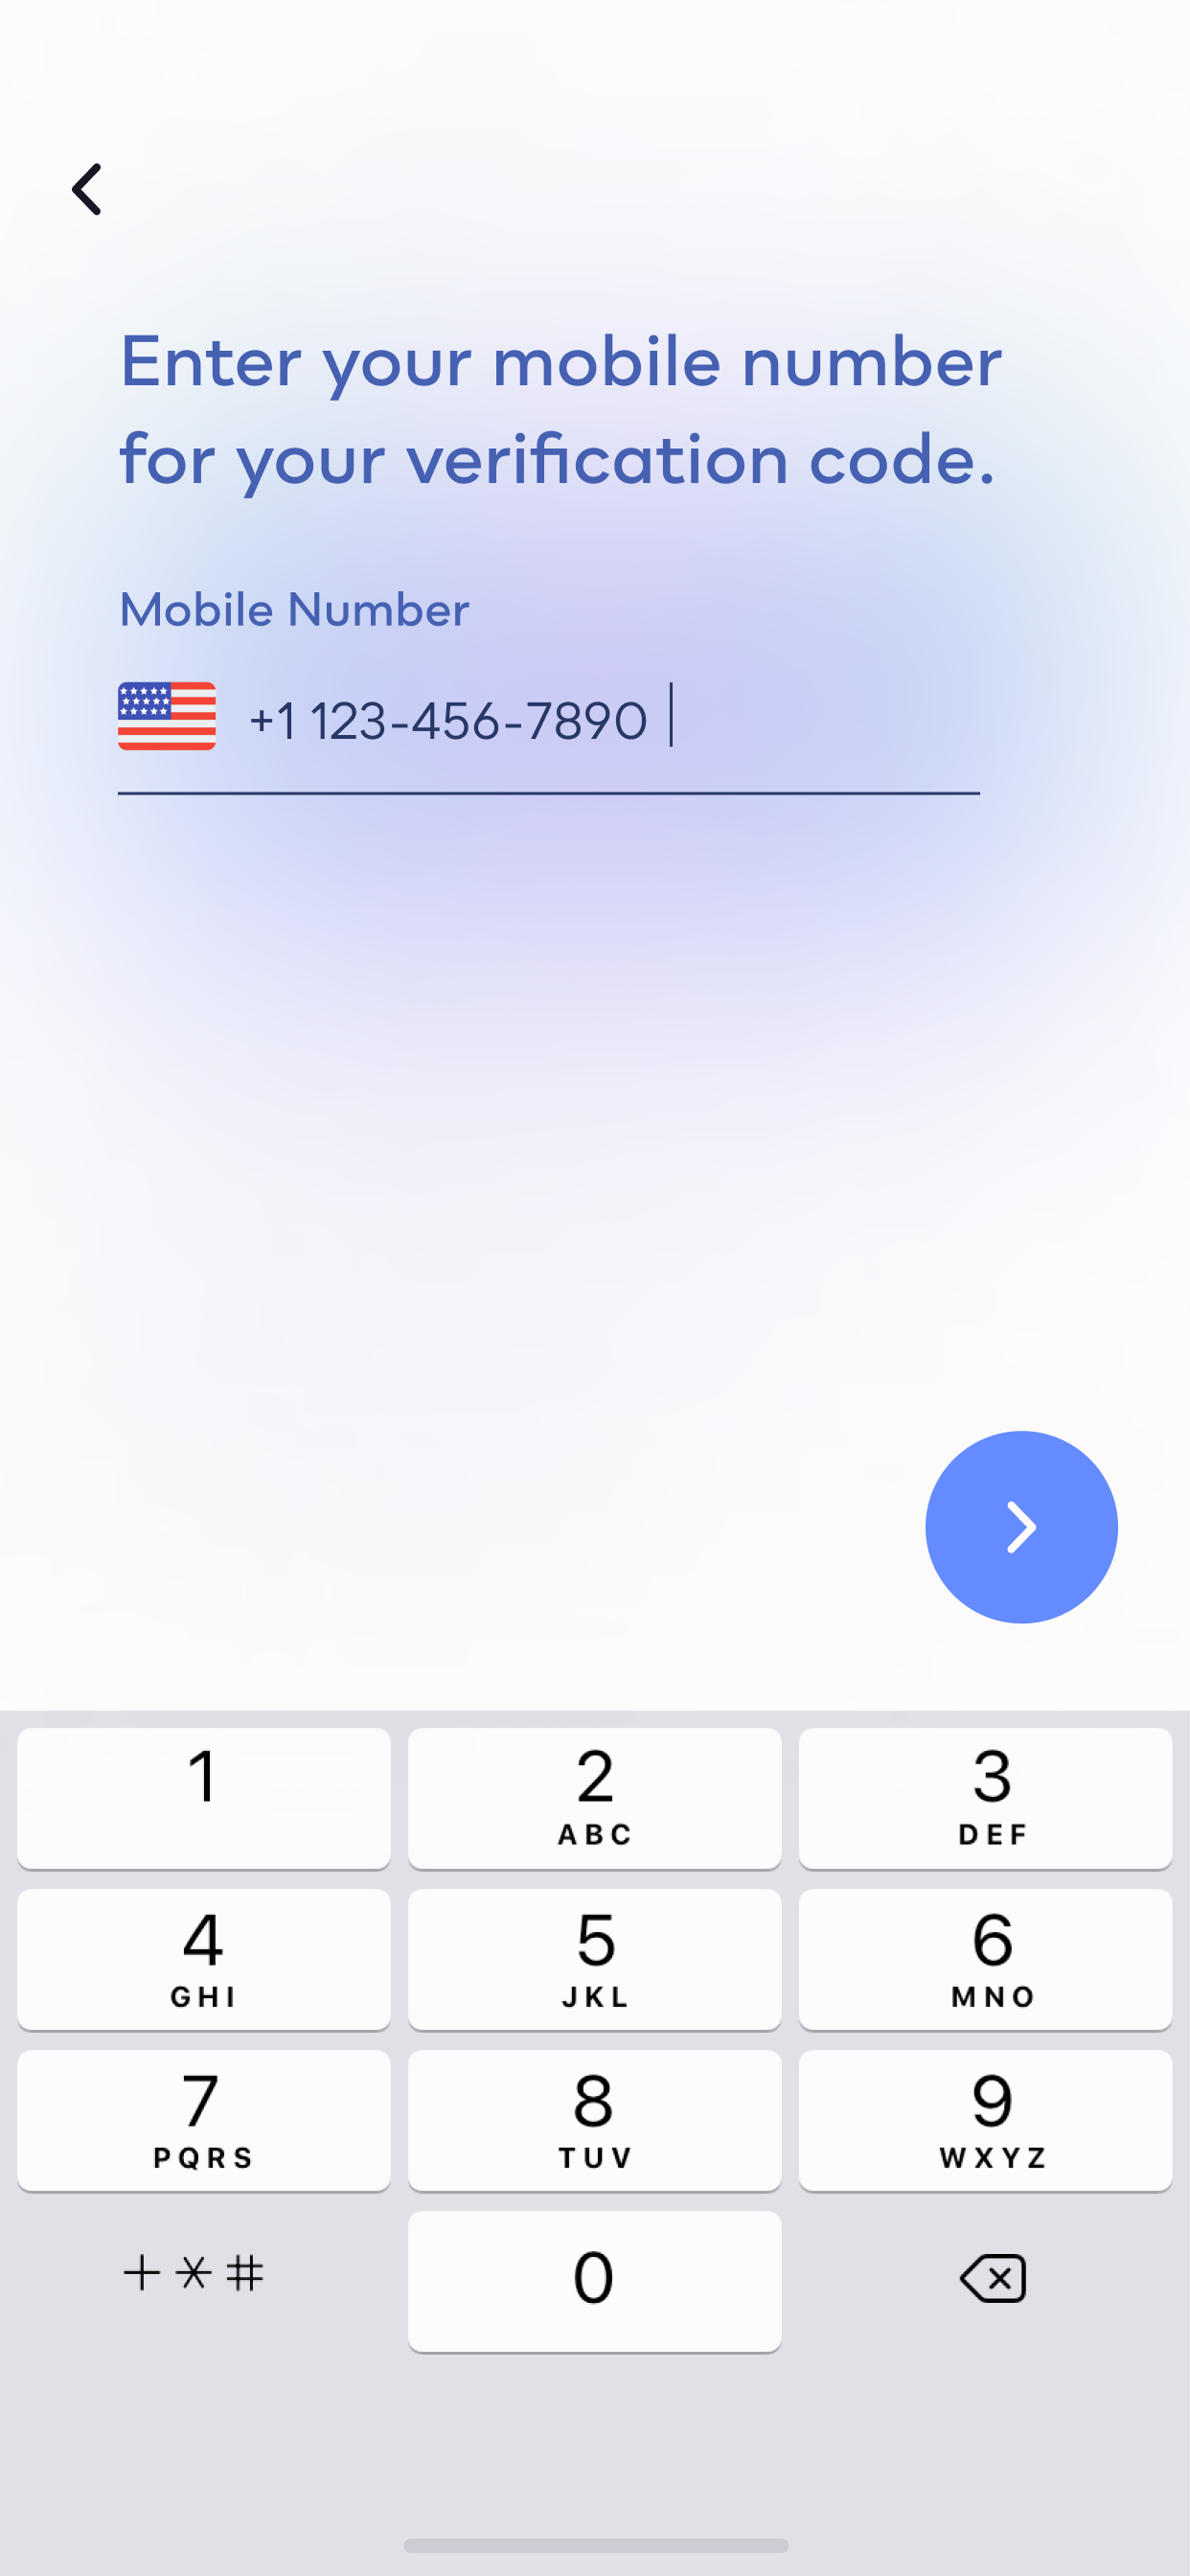 Enter your mobile number
for your verification code.
Mobile Number
+1 123-456-7890
1
2
3
ABC
DEF
4
5
6
GHI
JKL
MNO
7
8
9
PQRS
TUV
WXYZ
+*#
0